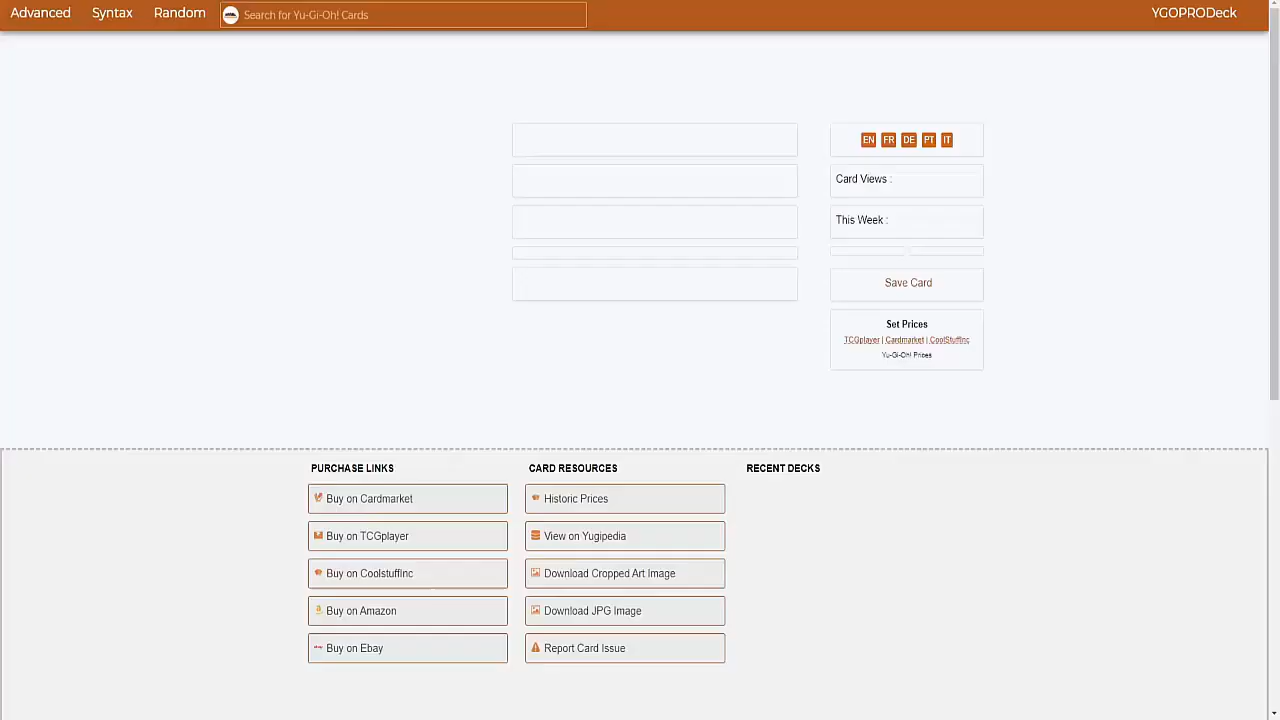 Advanced Syntax Random Search for Yu-Gi-Oh! Cards YGOPRODeck
EN FR DE PT IT
Card Views :
This Week :
Save Card
Set Prices
TCGplayer | Cardmarket | CoolStuffInc
Yu-Gi-Oh! Prices
PURCHASE LINKS
Buy on Cardmarket
Buy on TCGplayer
Buy on CoolstuffInc
Buy on Amazon
Buy on Ebay
CARD RESOURCES
Historic Prices
View on Yugipedia
Download Cropped Art Image
Download JPG Image
Report Card Issue
RECENT DECKS